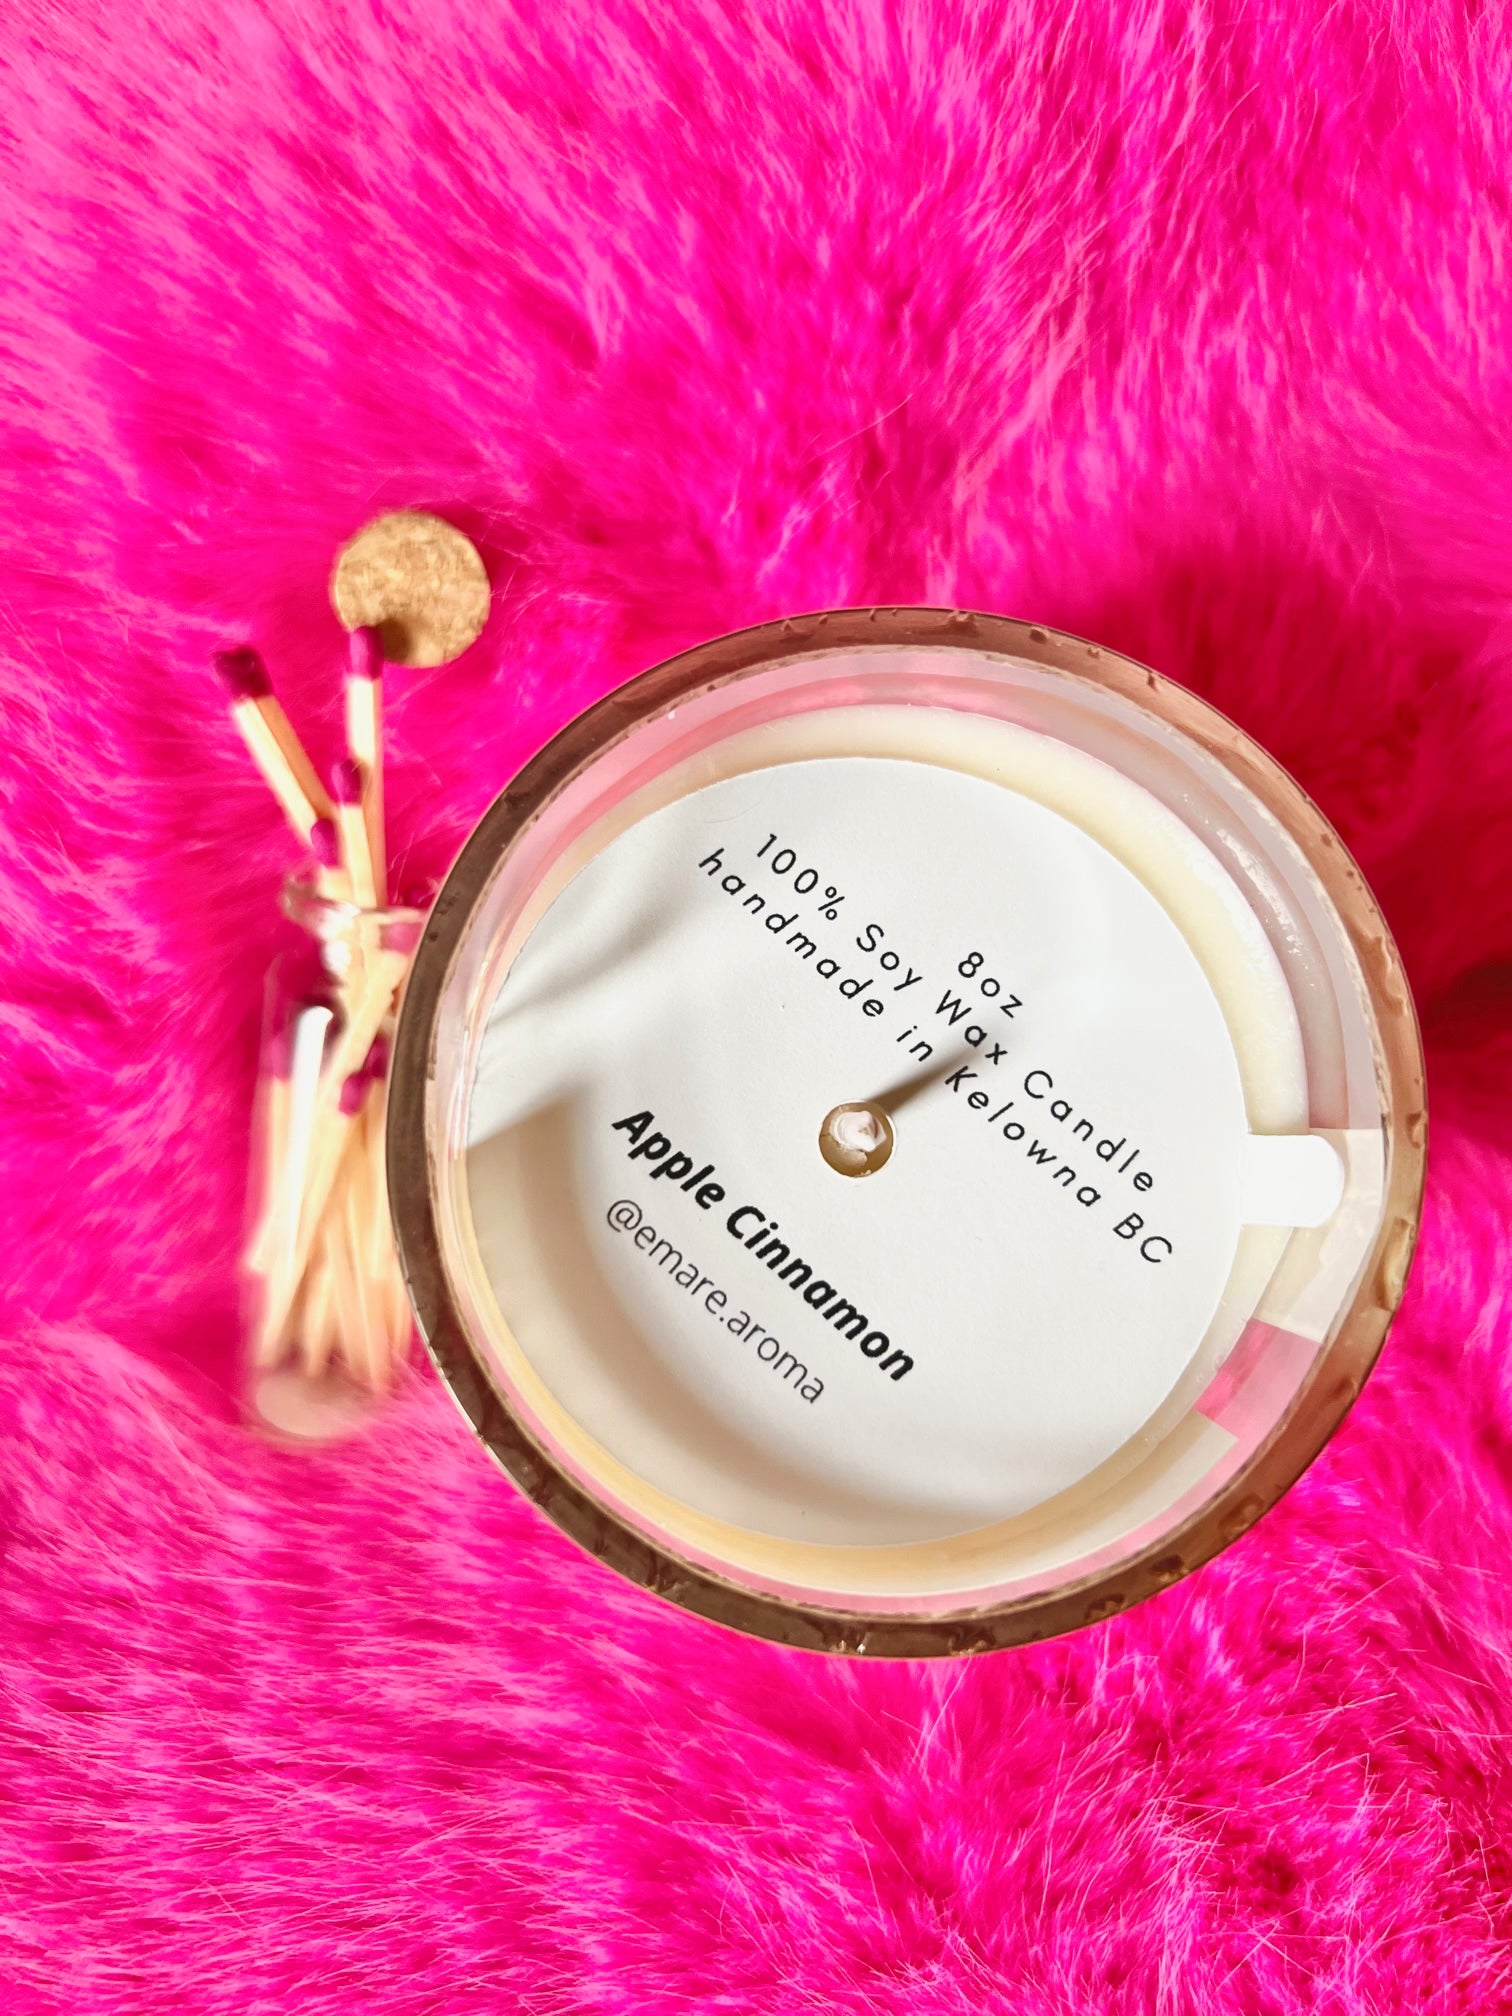 8oz
100% Soy Wax Candle
handmade in Kelowna BC
Apple Cinnamon
@emare.aroma